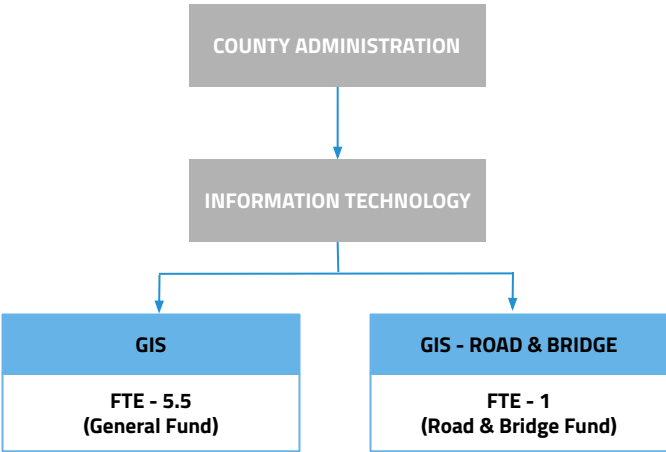 COUNTY ADMINISTRATION
INFORMATION TECHNOLOGY
GIS
FTE - 5.5
(General Fund)
GIS - ROAD & BRIDGE
FTE - 1
(Road & Bridge Fund)